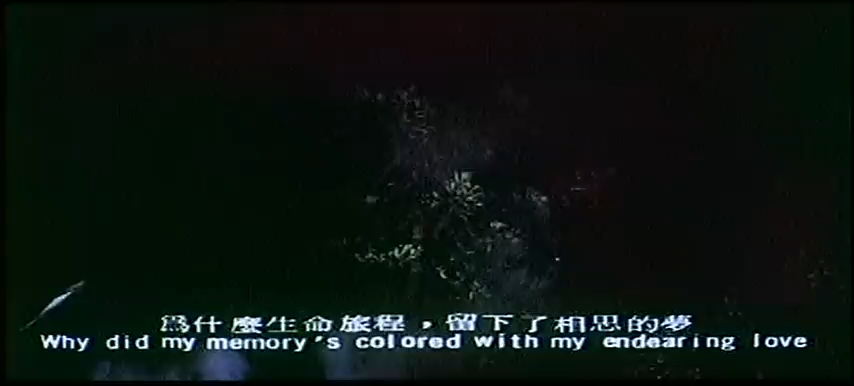 為什麼生命旅程，留下了相思的夢
Why did my memory's colored with my endearing love